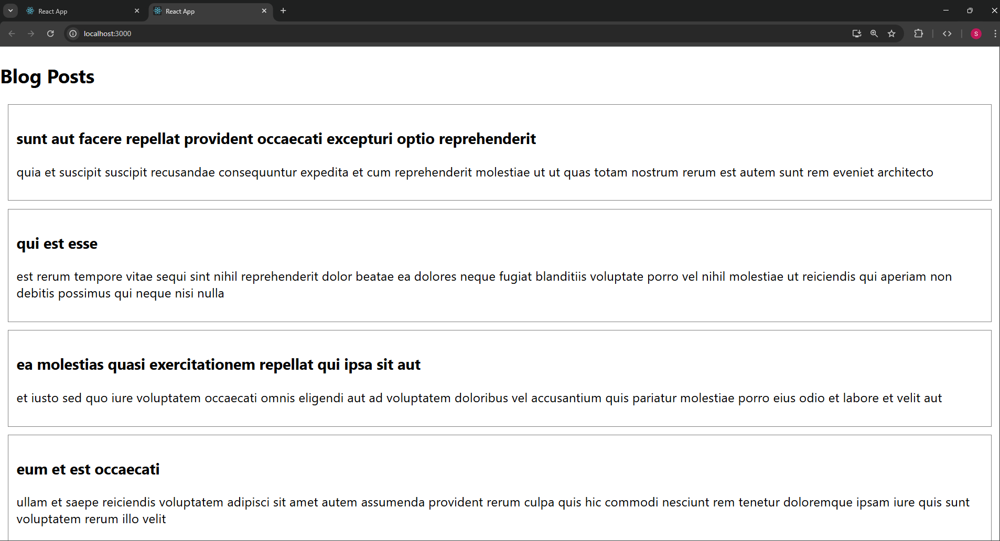 React App
React App
localhost:3000
S
Blog Posts
sunt aut facere repellat provident occaecati excepturi optio reprehenderit
quia et suscipit suscipit recusandae consequuntur expedita et cum reprehenderit molestiae ut ut quas totam nostrum rerum est autem sunt rem eveniet architecto
qui est esse
est rerum tempore vitae sequi sint nihil reprehenderit dolor beatae ea dolores neque fugiat blanditiis voluptate porro vel nihil molestiae ut reiciendis qui aperiam non
debitis possimus qui neque nisi nulla
ea molestias quasi exercitationem repellat qui ipsa sit aut
et iusto sed quo iure voluptatem occaecati omnis eligendi aut ad voluptatem doloribus vel accusantium quis pariatur molestiae porro eius odio et labore et velit aut
eum et est occaecati
ullam et saepe reiciendis voluptatem adipisci sit amet autem assumenda provident rerum culpa quis hic commodi nesciunt rem tenetur doloremque ipsam iure quis sunt
voluptatem rerum illo velit